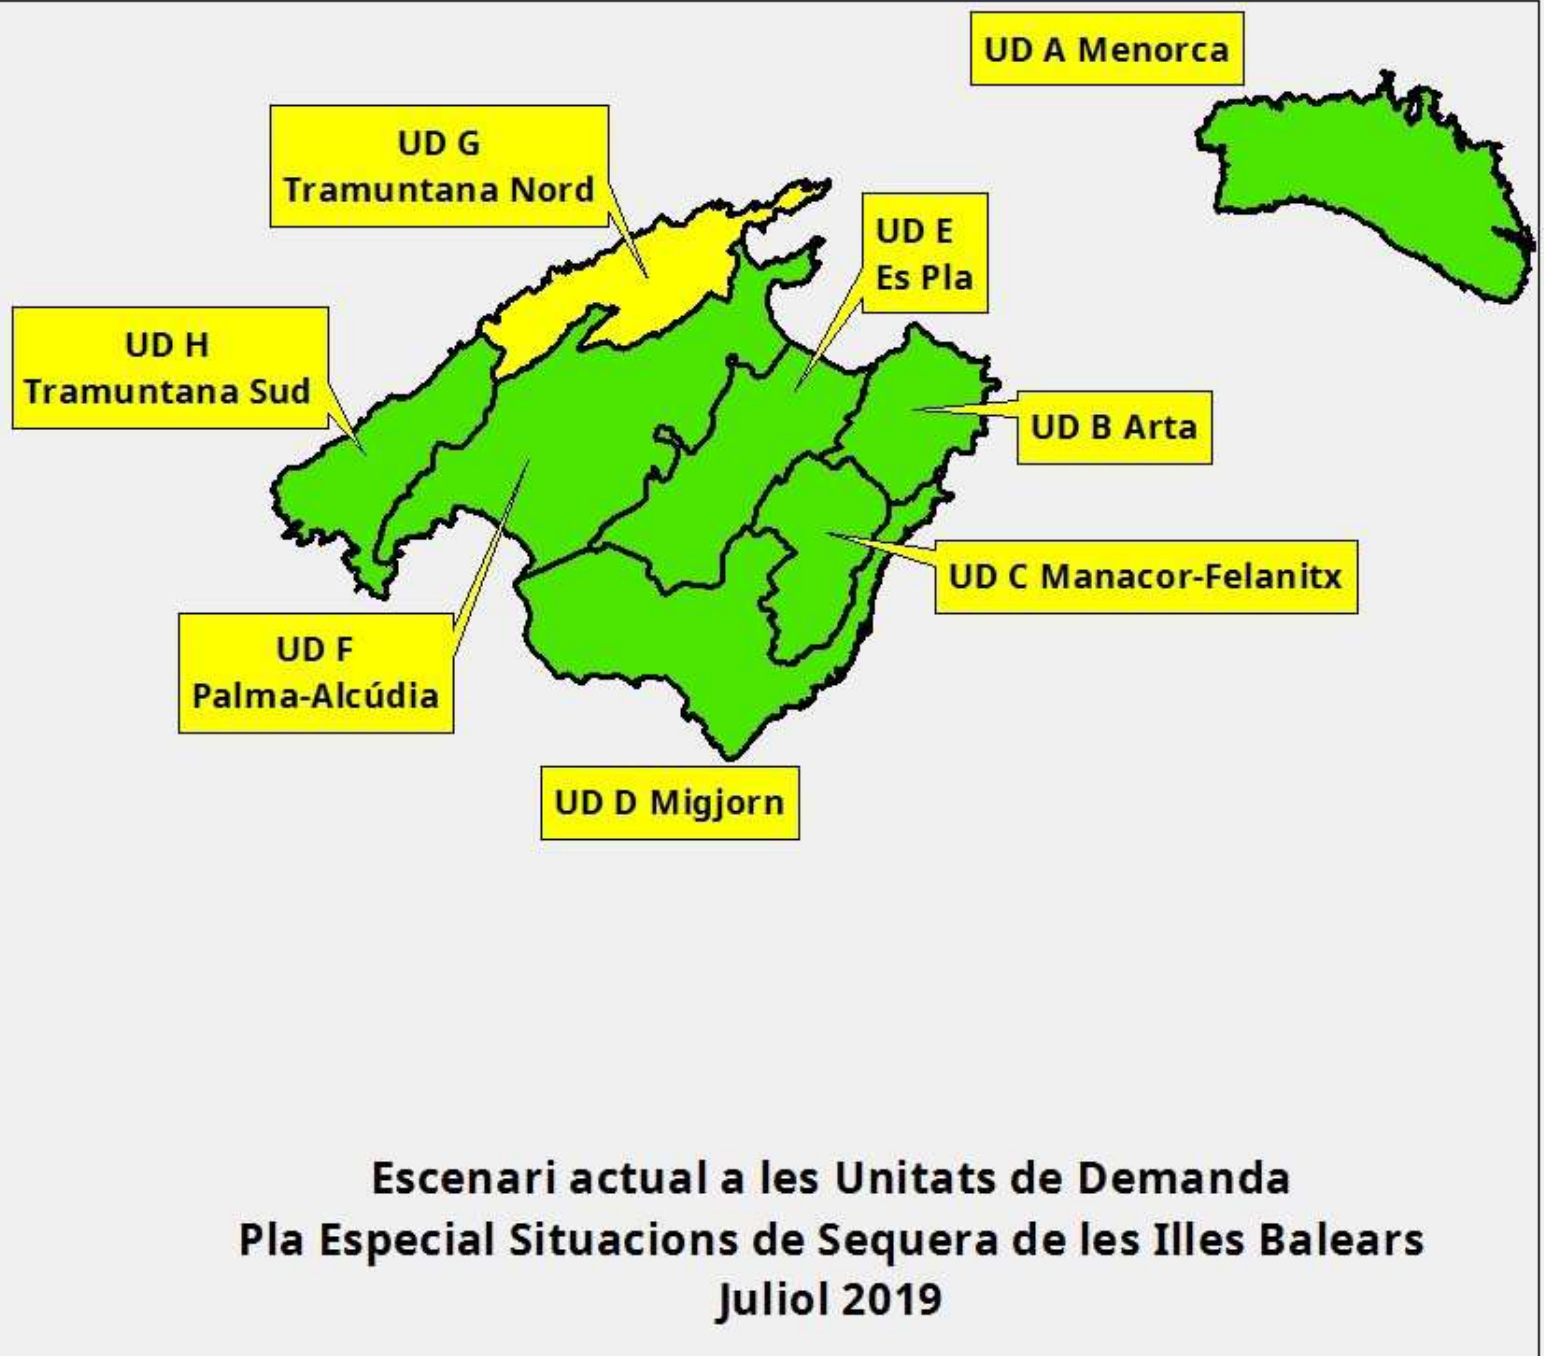 UD A Menorca
UD G
Tramuntana Nord
UD E
Es Pla
UD H
Tramuntana Sud
UD B Arta
UD C Manacor-Felanitx
UD F
Palma-Alcúdia
UD D Migjorn
Escenari actual a les Unitats de Demanda
Pla Especial Situacions de Sequera de les Illes Balears
Juliol 2019